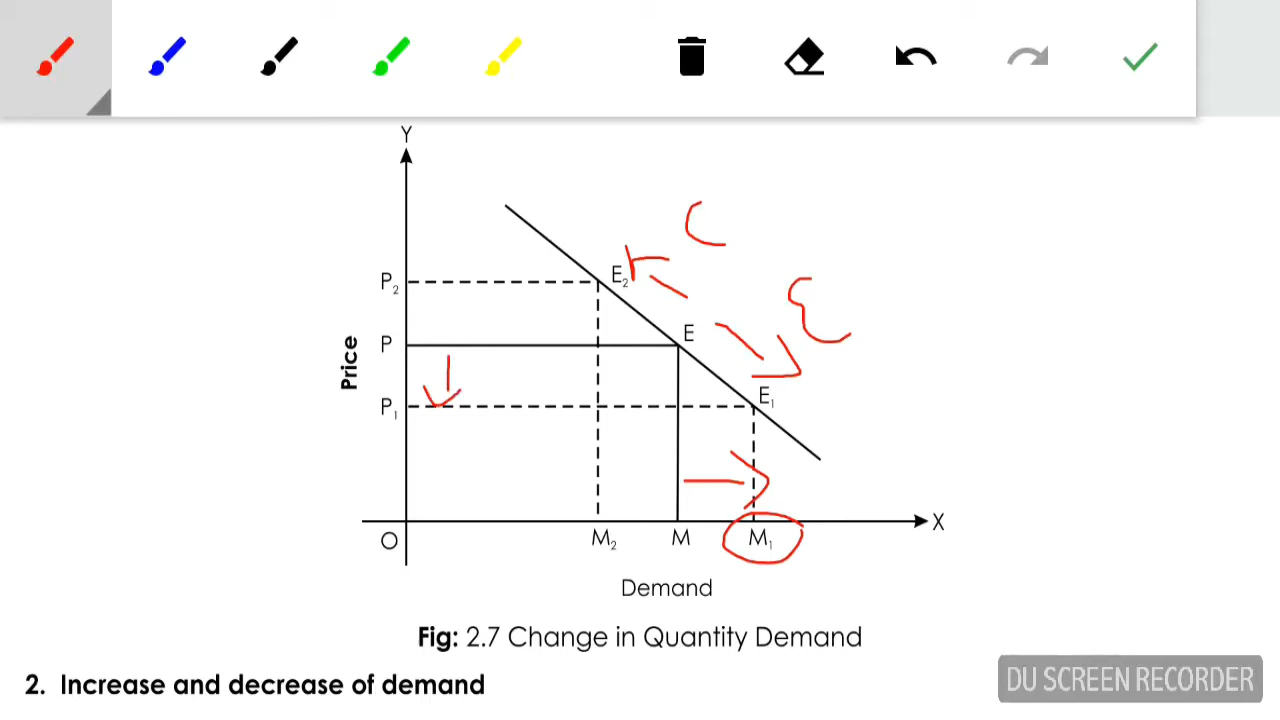 Y
C
P₂
E₂
Ɛ
P
E
Price
P₁
E₁
X
O
M₂
M
M₁
Demand
Fig: 2.7 Change in Quantity Demand
2. Increase and decrease of demand
DU SCREEN RECORDER